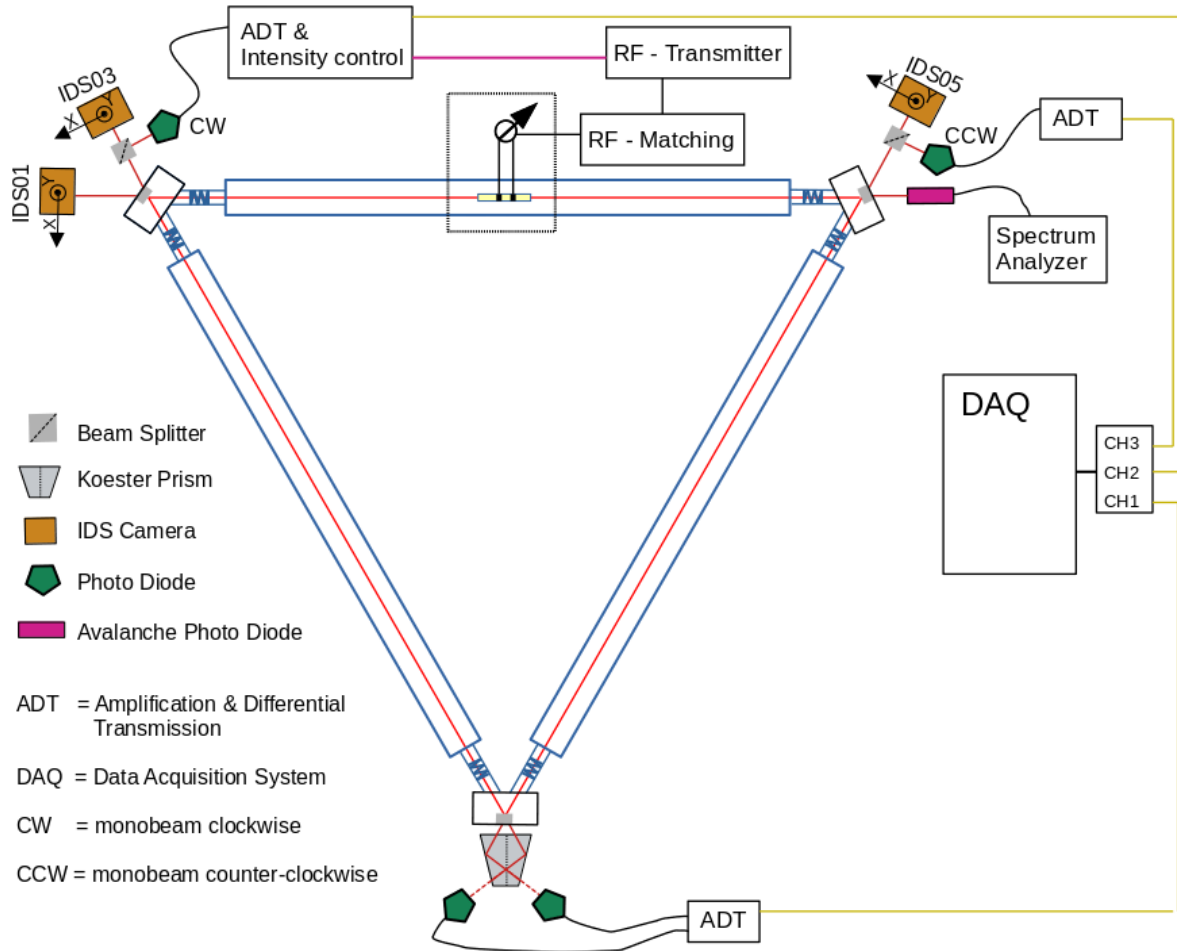 ADT &
Intensity control
RF - Transmitter
RF - Matching
IDS03
X
Y
CW
IDS01
X
Y
IDS05
X
Y
CCW
ADT
Spectrum
Analyzer
DAQ
CH3
CH2
CH1
Beam Splitter
Koester Prism
IDS Camera
Photo Diode
Avalanche Photo Diode
ADT = Amplification & Differential
Transmission
DAQ = Data Acquisition System
CW = monobeam clockwise
CCW = monobeam counter-clockwise
ADT